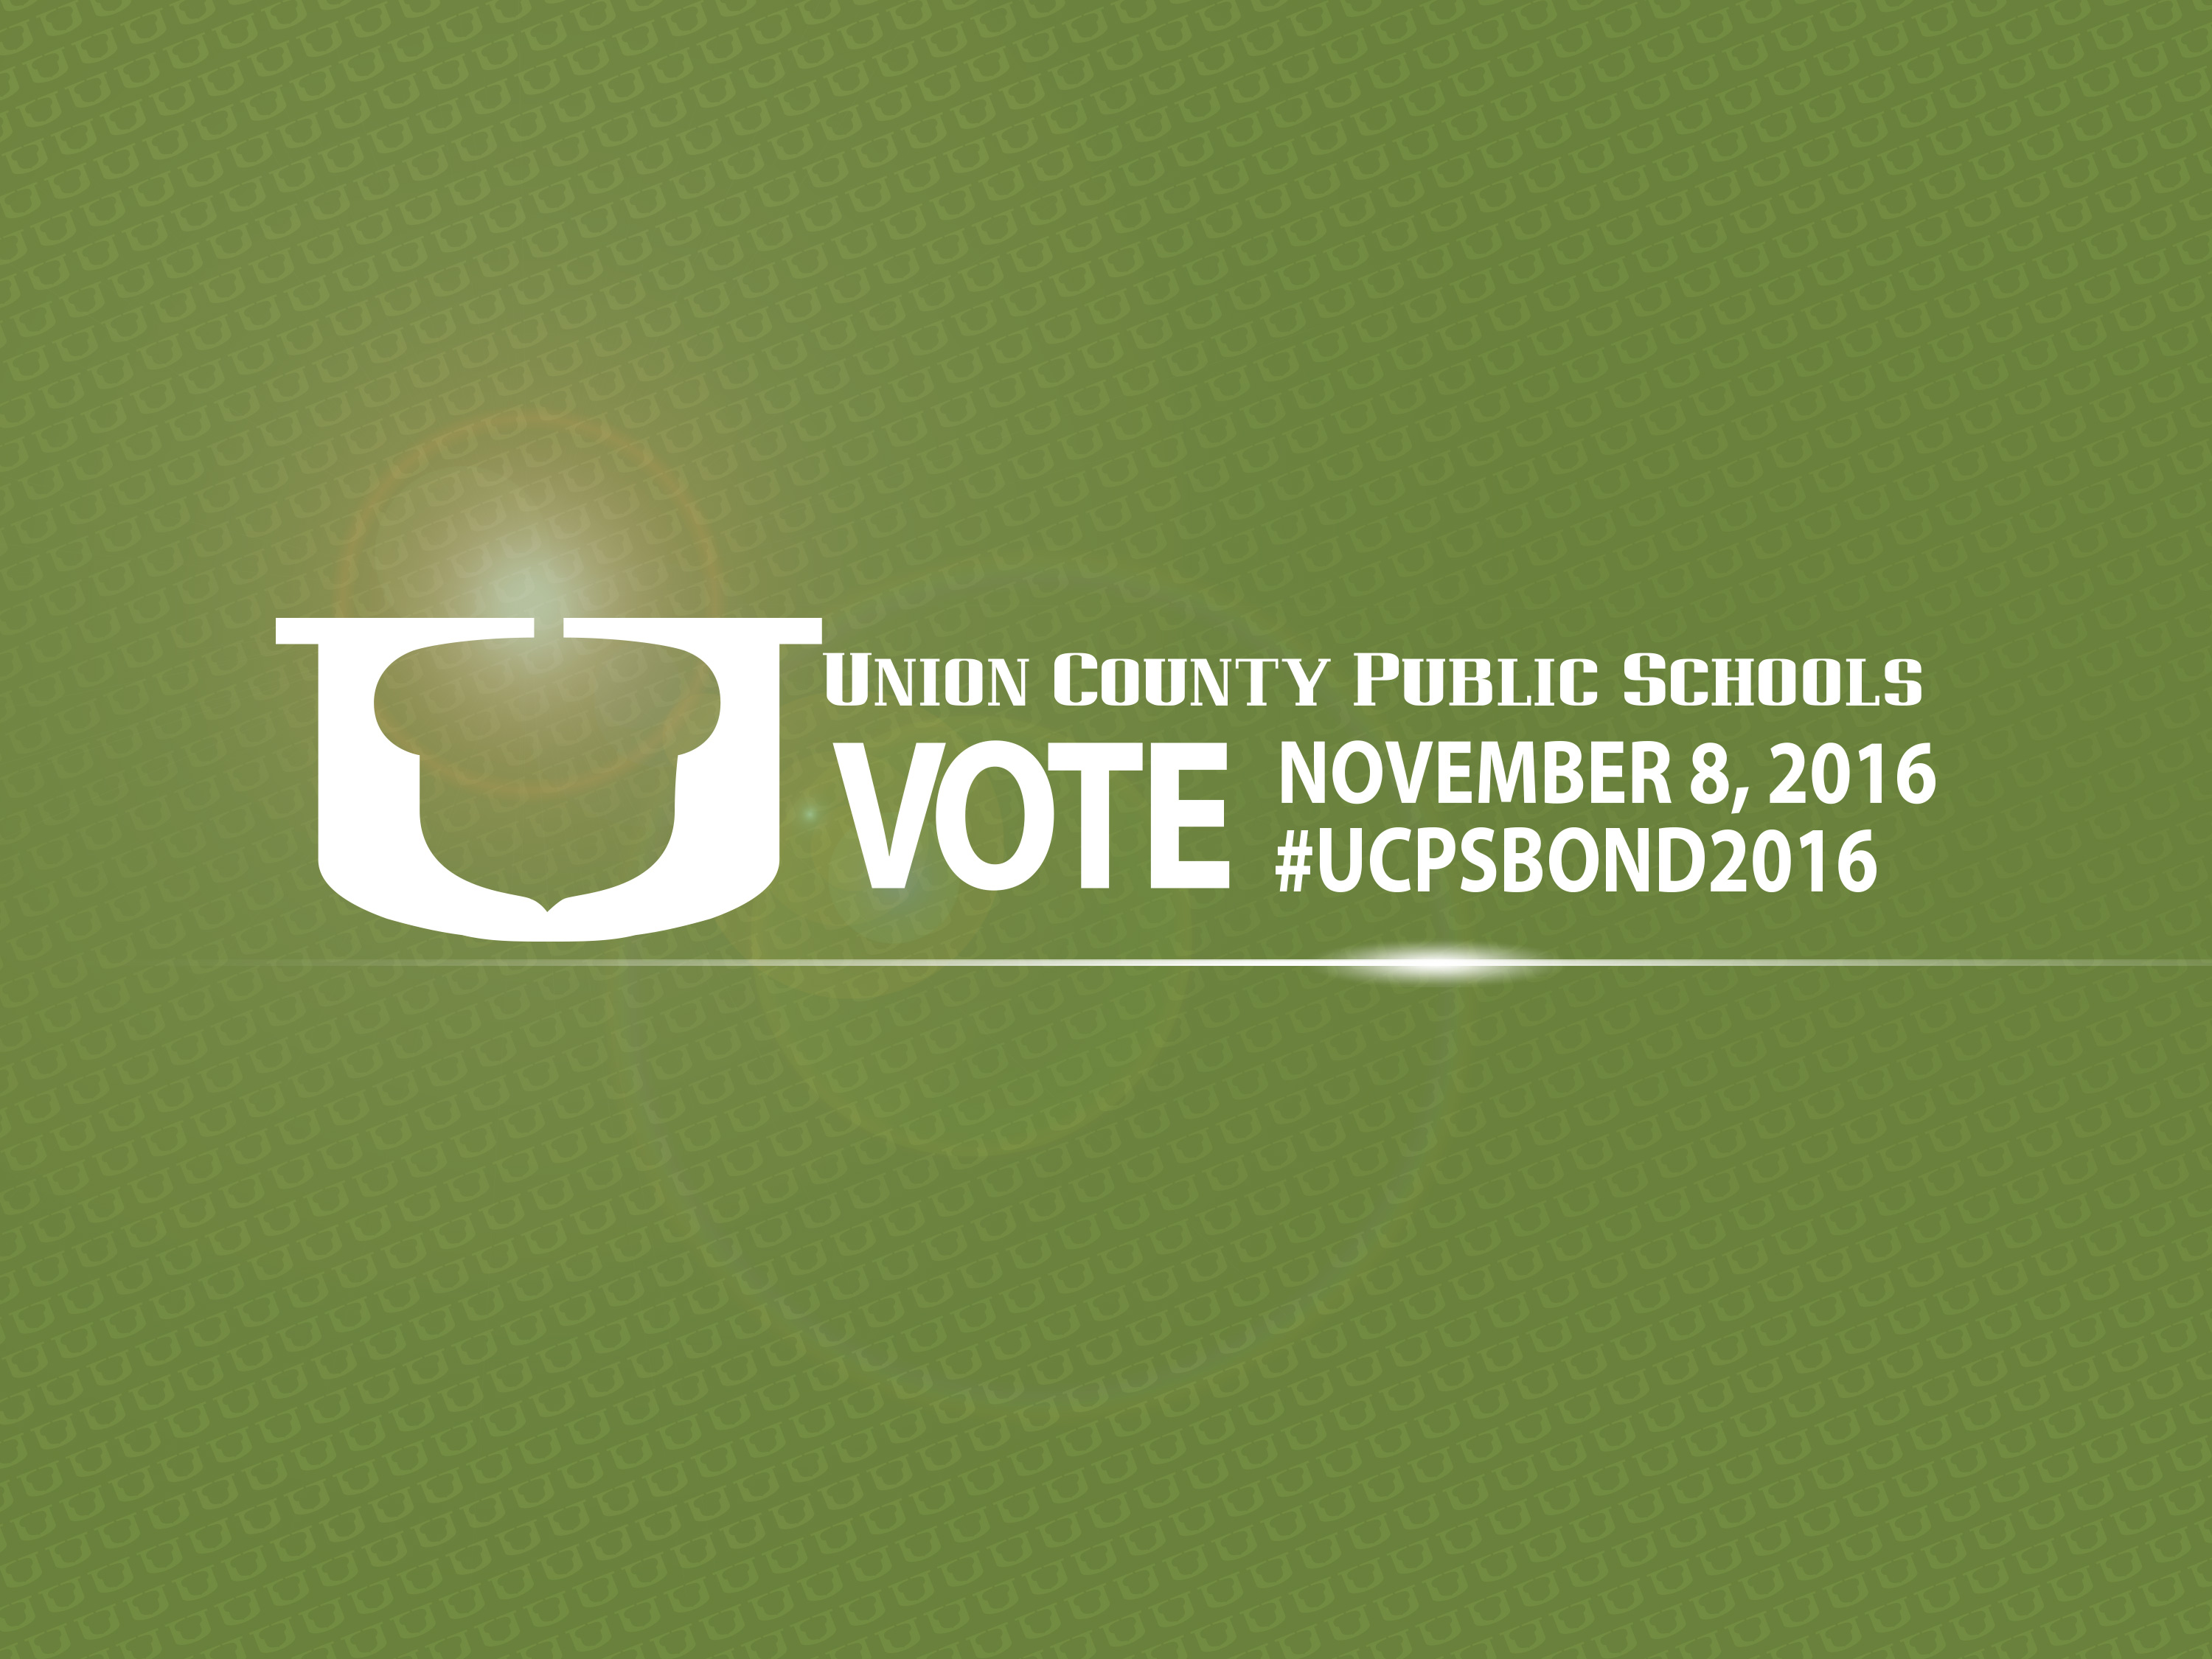 Union County Public Schools
VOTE
NOVEMBER 8, 2016
#UCPSBOND2016